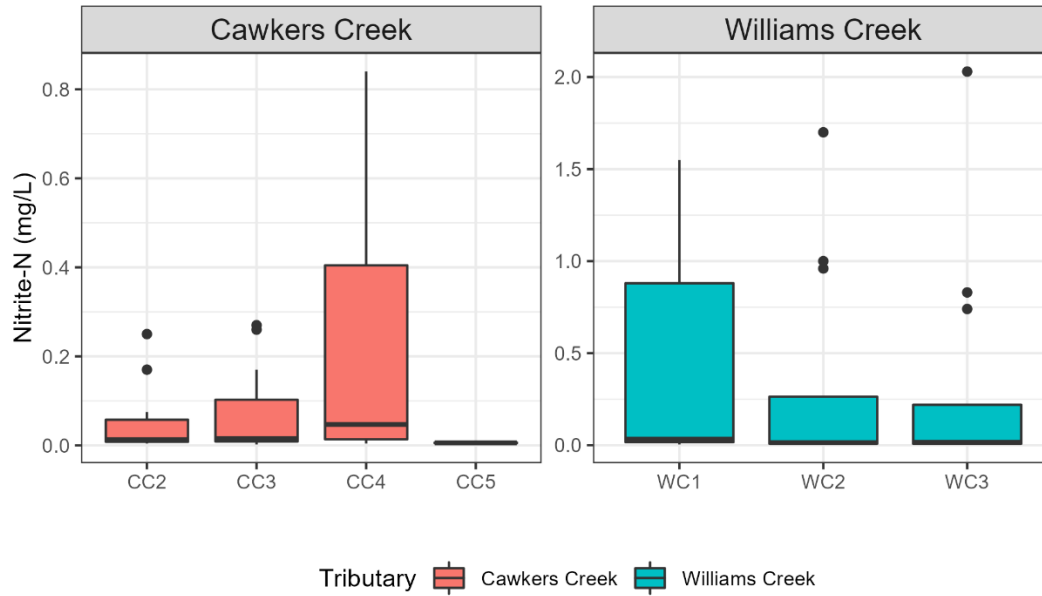 Cawkers Creek
Williams Creek
Nitrite-N (mg/L)
0.8
0.6
0.4
0.2
0.0
2.0
1.5
1.0
0.5
0.0
CC2 CC3 CC4 CC5
WC1 WC2 WC3
Tributary Cawkers Creek Williams Creek